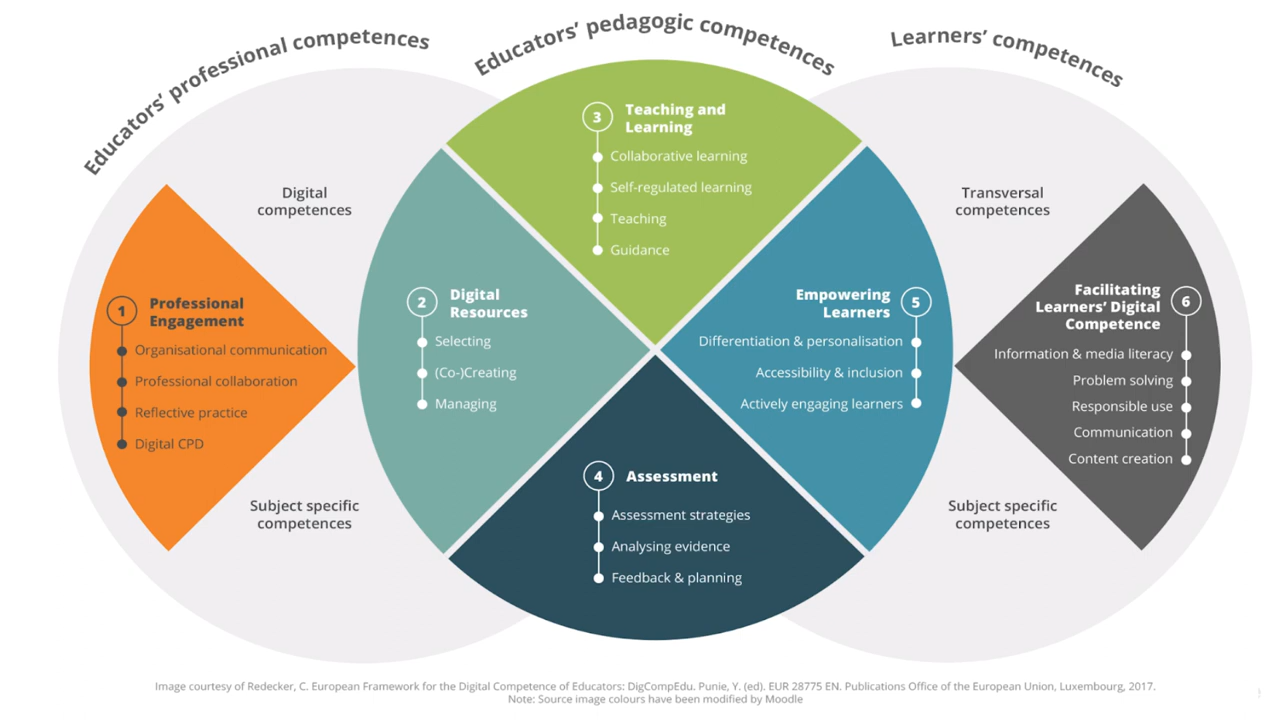 Educators' professional competences
Educators' pedagogic competences
Learners' competences
Digital
competences
Subject specific
competences
1
Professional
Engagement
Organisational communication
Professional collaboration
Reflective practice
Digital CPD
2
Digital
Resources
Selecting
(Co-)Creating
Managing
3
Teaching and
Learning
Collaborative learning
Self-regulated learning
Teaching
Guidance
4
Assessment
Assessment strategies
Analysing evidence
Feedback & planning
5
Empowering
Learners
Differentiation & personalisation
Accessibility & inclusion
Actively engaging learners
Transversal
competences
Subject specific
competences
6
Facilitating
Learners' Digital
Competence
Information & media literacy
Problem solving
Responsible use
Communication
Content creation
Image courtesy of Redecker, C. European Framework for the Digital Competence of Educators: DigCompEdu. Punie, Y. (ed). EUR 28775 EN. Publications Office of the European Union, Luxembourg, 2017.
Note: Source image colours have been modified by Moodle